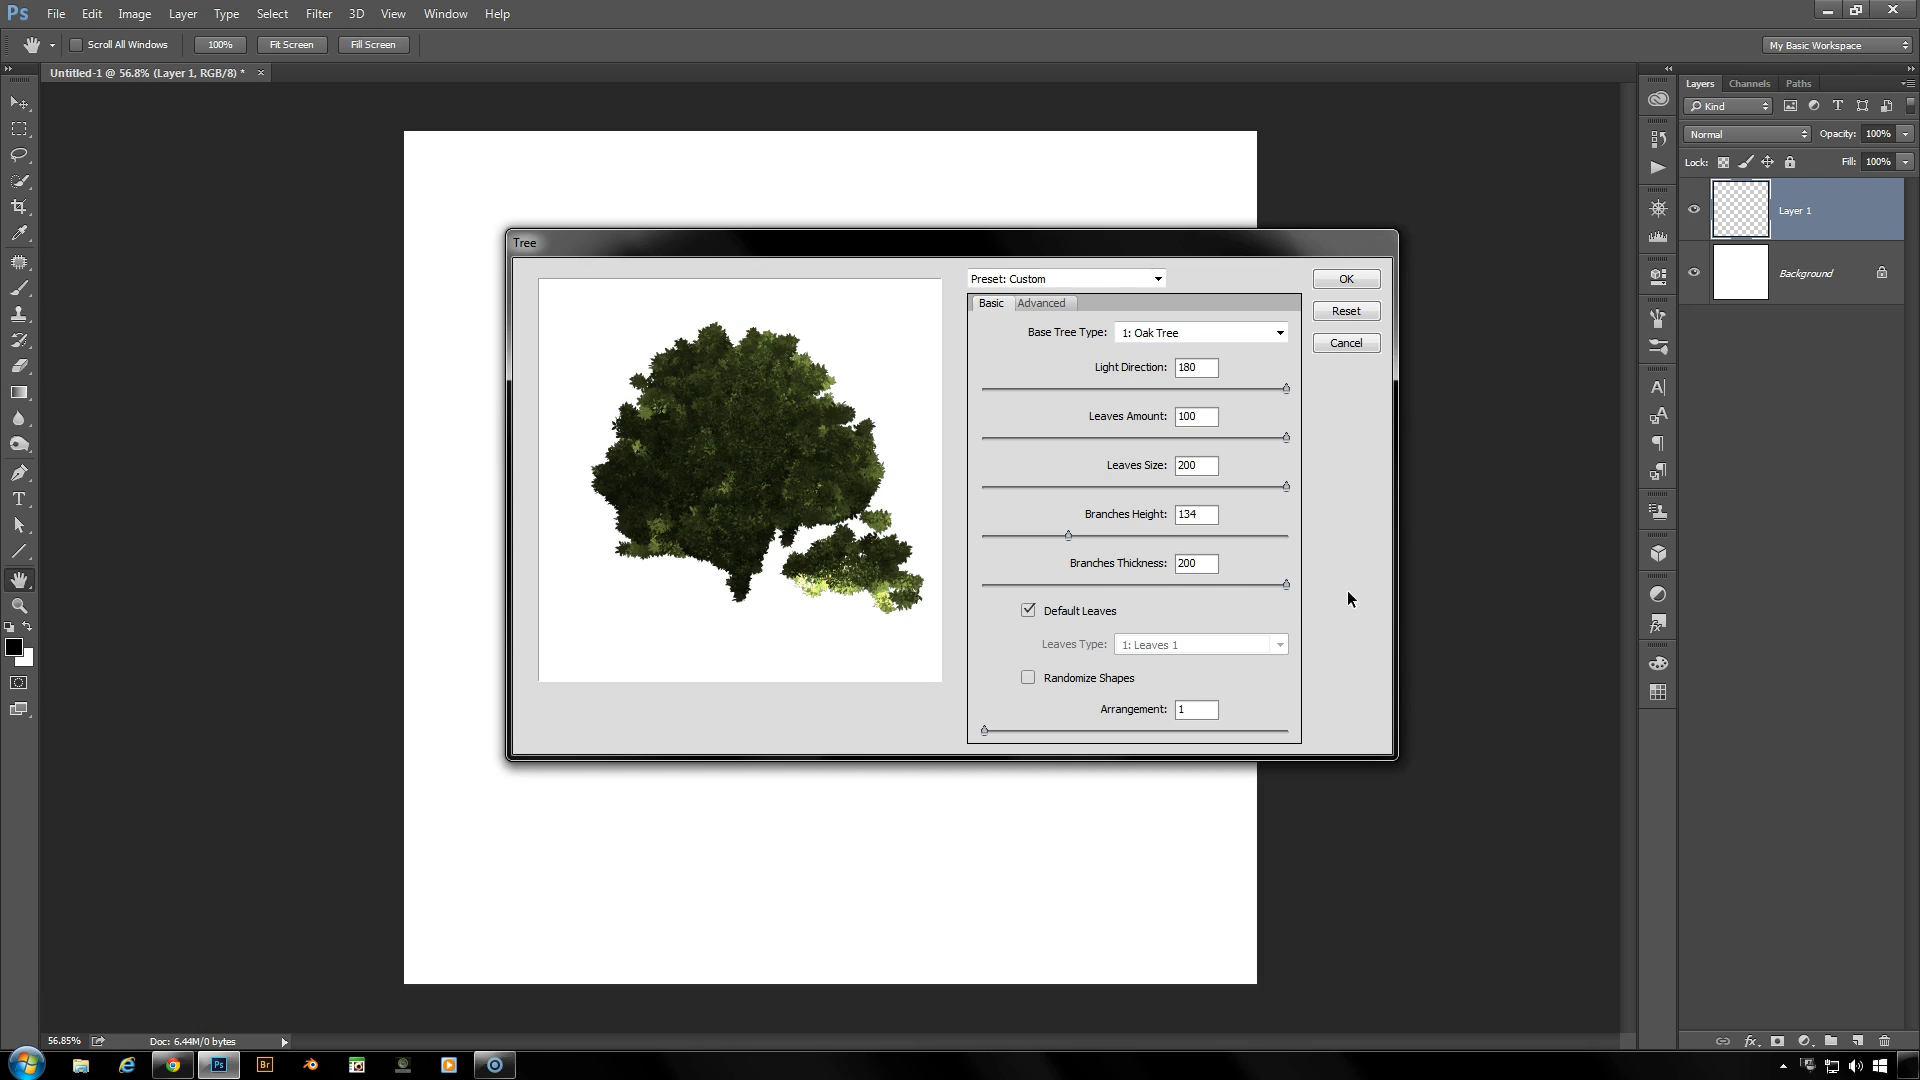 Ps File Edit Image Layer Type Select Filter 3D View Window Help
Scroll All Windows 100% Fit Screen Fill Screen My Basic Workspace
Untitled-1 @ 56.8% (Layer 1, RGB/8) * ×
Layers Channels Paths
Kind
Normal Opacity: 100%
Lock: Fill: 100%
Layer 1
Background
Tree
Preset: Custom OK
Basic Advanced Reset
Base Tree Type: 1: Oak Tree Cancel
Light Direction: 180
Leaves Amount: 100
Leaves Size: 200
Branches Height: 134
Branches Thickness: 200
Default Leaves
Leaves Type: 1: Leaves 1
Randomize Shapes
Arrangement: 1
56.85% Doc: 6.44M/0 bytes
Ps Br